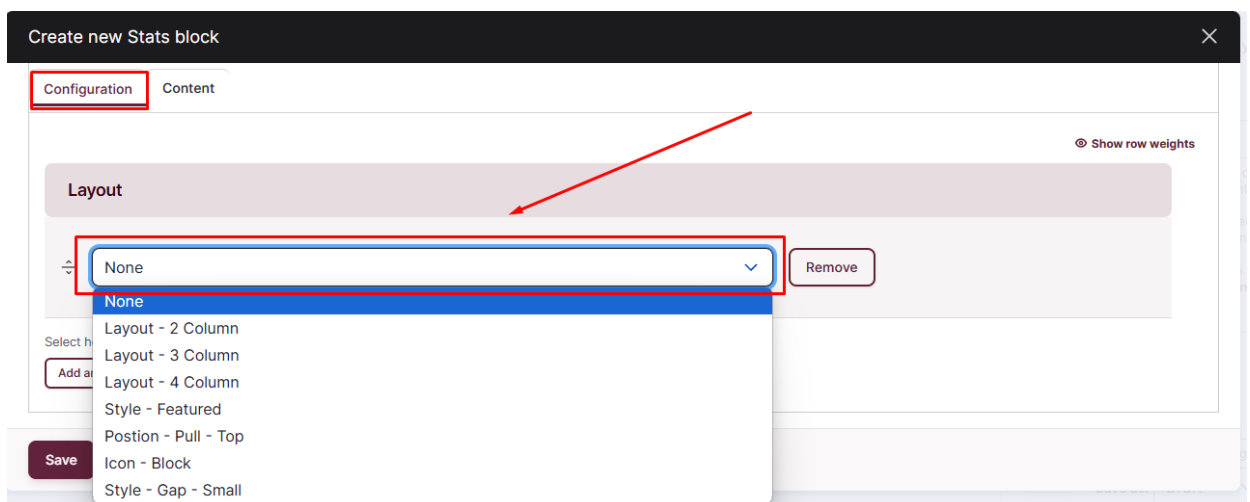 Create new Stats block
Configuration
Content
Show row weights
Layout
None
Remove
None
Layout - 2 Column
Layout - 3 Column
Layout - 4 Column
Style - Featured
Postion - Pull - Top
Icon - Block
Style - Gap - Small
Select
Add
Save